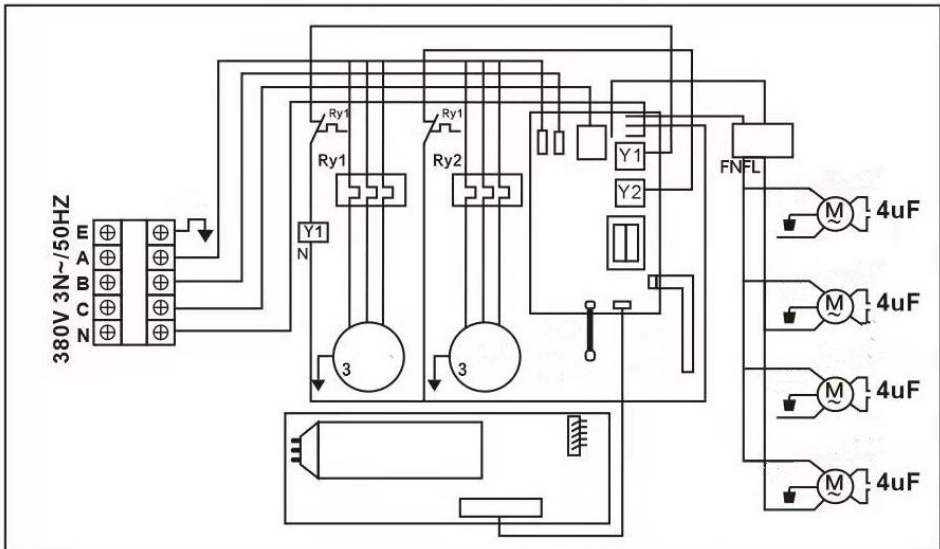 380V 3N~/50HZ
E
A
B
C
N
Ry1
Ry1
Ry1
Ry2
Y1
N
3
3
Y1
Y2
FNFL
M
~
4uF
M
~
4uF
M
~
4uF
M
~
4uF